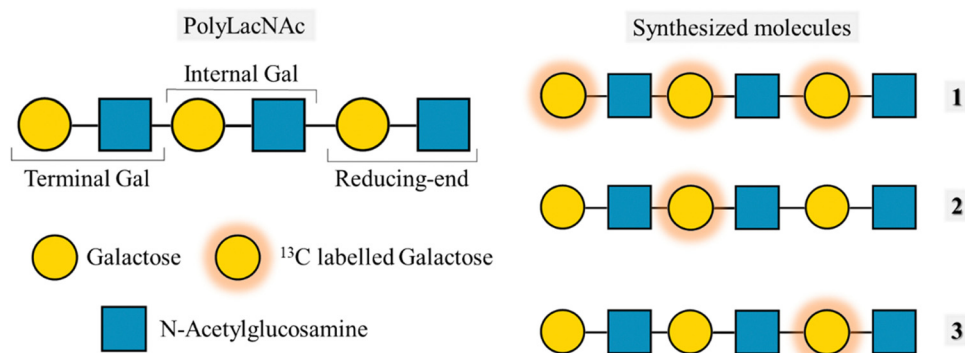 PolyLacNAc
Internal Gal
Terminal Gal
Reducing-end
Galactose
¹³C labelled Galactose
N-Acetylglucosamine
Synthesized molecules
1
2
3